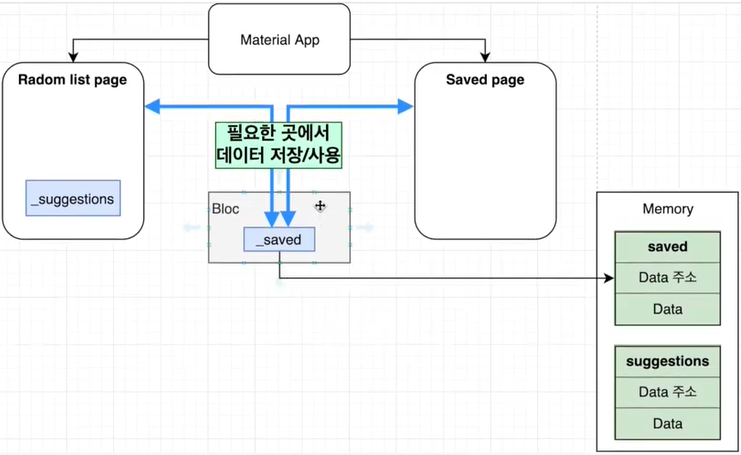 Material App
Radom list page
Saved page
필요한 곳에서
데이터 저장/사용
_suggestions
Bloc
_saved
Memory
saved
Data 주소
Data
suggestions
Data 주소
Data